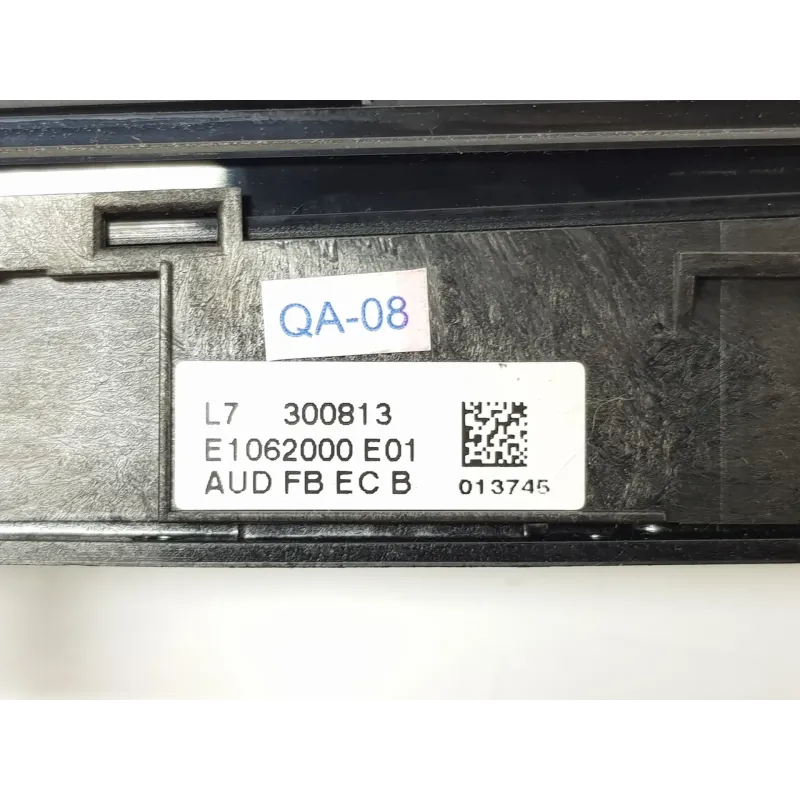 QA-08
L7 300813
E1062000 E01
AUD FB EC B
013745